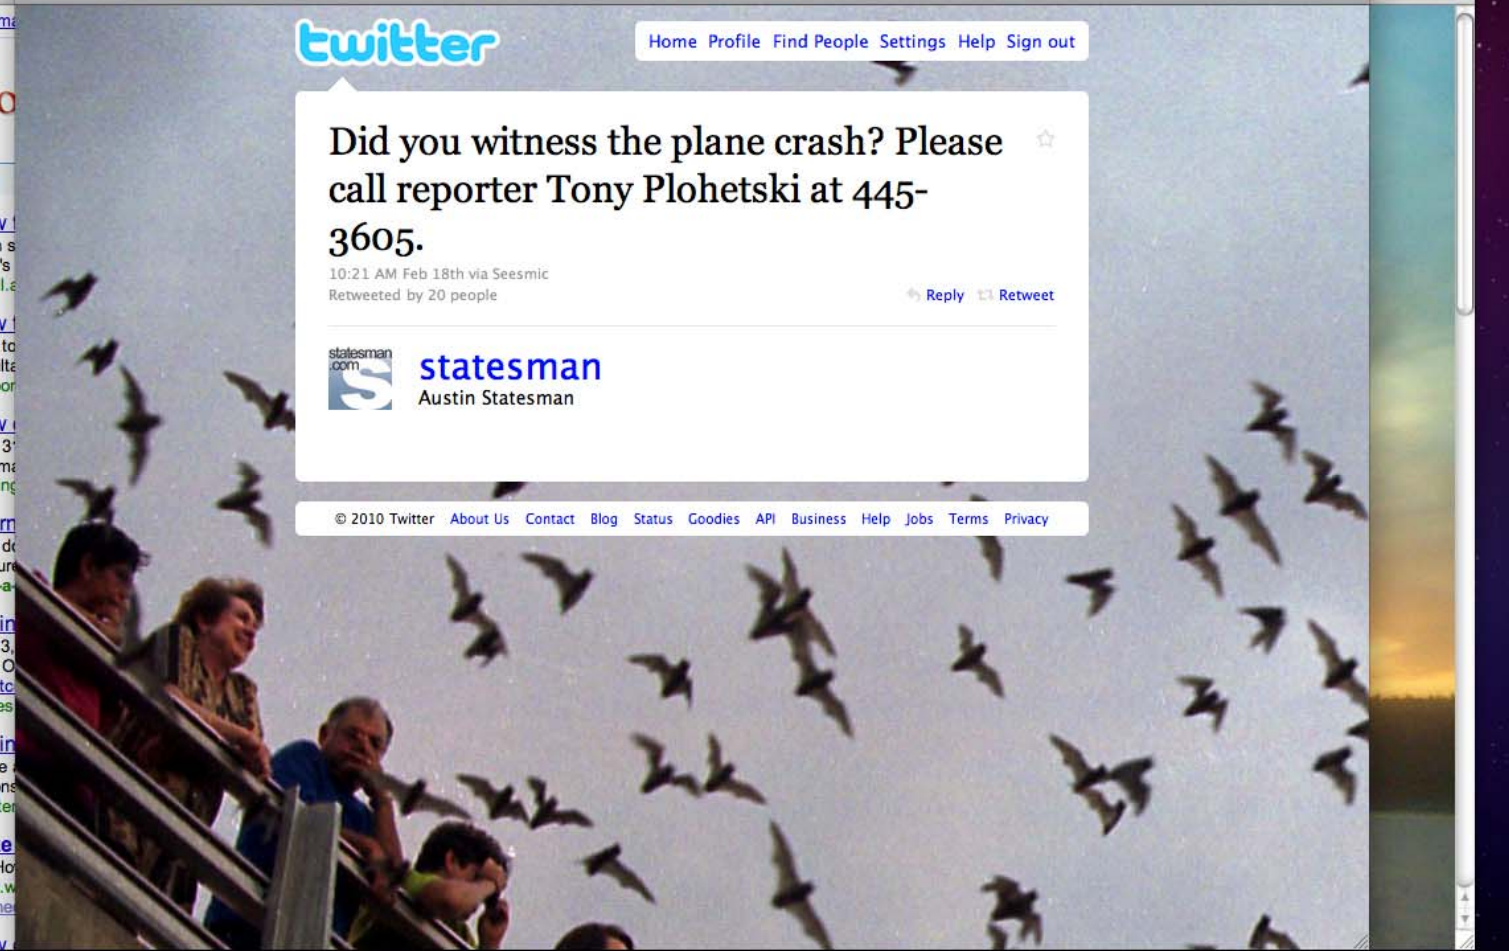 twitter
Home Profile Find People Settings Help Sign out
Did you witness the plane crash? Please
call reporter Tony Plohetski at 445-
3605.
10:21 AM Feb 18th via Seesmic
Retweeted by 20 people
Reply Retweet
statesman
.com
S
statesman
Austin Statesman
© 2010 Twitter About Us Contact Blog Status Goodies API Business Help Jobs Terms Privacy